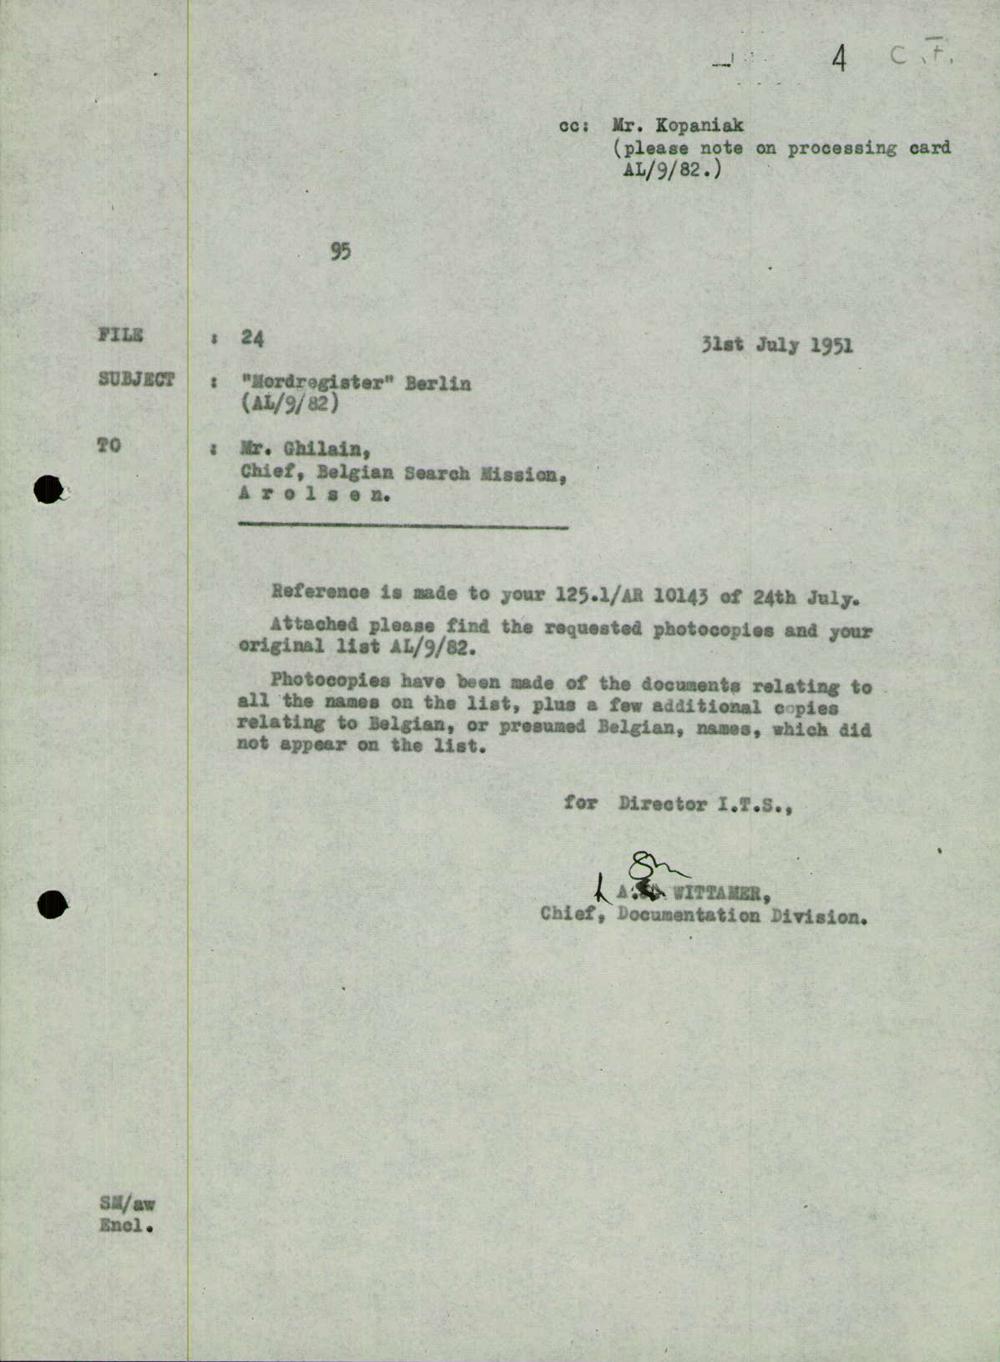 4 C.F.
cc: Mr. Kopaniak
(please note on processing card
AL/9/82.)
95
FILE : 24
31st July 1951
SUBJECT : "Mordregister" Berlin
(AL/9/82)
TO : Mr. Ghilain,
Chief, Belgian Search Mission,
A r o l s e n.
Reference is made to your 125.1/AR 10143 of 24th July.
Attached please find the requested photocopies and your
original list AL/9/82.
Photocopies have been made of the documents relating to
all the names on the list, plus a few additional copies
relating to Belgian, or presumed Belgian, names, which did
not appear on the list.
for Director I.T.S.,
A. WITTAMER,
Chief, Documentation Division.
SM/aw
Encl.